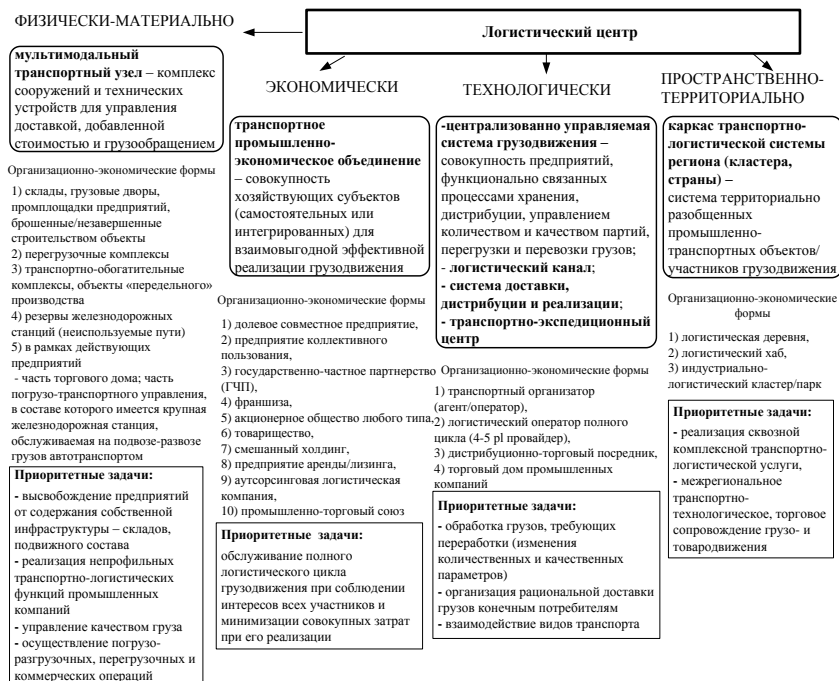 Логистический центр
ФИЗИЧЕСКИ-МАТЕРИАЛЬНО
мультимодальный
транспортный узел – комплекс
сооружений и технических
устройств для управления
доставкой, добавленной
стоимостью и грузообращением
Организационно-экономические формы
1) склады, грузовые дворы,
промплощадки предприятий,
брошенные/незавершенные
строительством объекты
2) перегрузочные комплексы
3) транспортно-обогатительные
комплексы, объекты «передельного»
производства
4) резервы железнодорожных
станций (неиспользуемые пути)
5) в рамках действующих
предприятий
- часть торгового дома; часть
погрузо-транспортного управления,
в составе которого имеется крупная
железнодорожная станция,
обслуживаемая на подвозе-развозе
грузы автотранспортом
Приоритетные задачи:
- высвобождение предприятий
от содержания собственной
инфраструктуры – складов,
подвижного состава
- реализация непрофильных
транспортно-логистических
функций промышленных
компаний
- управление качеством груза
- осуществление погрузо-
разгрузочных, перегрузочных и
коммерческих операций
ЭКОНОМИЧЕСКИ
транспортное
промышленно-
экономическое объединение
– совокупность
хозяйствующих субъектов
(самостоятельных или
интегрированных) для
взаимовыгодной эффективной
реализации грузодвижения
Организационно-экономические формы
1) долевое совместное предприятие,
2) предприятие коллективного
пользования,
3) государственно-частное партнерство
(ГЧП),
4) франшиза,
5) акционерное общество любого типа,
6) товарищество,
7) смешанный холдинг,
8) предприятие аренды/лизинга,
9) аутсорсинговая логистическая
компания,
10) промышленно-торговый союз
Приоритетные задачи:
обслуживание полного
логистического цикла
грузодвижения при соблюдении
интересов всех участников и
минимизации совокупных затрат
при его реализации
ТЕХНОЛОГИЧЕСКИ
-централизованно управляемая
система грузодвижения –
совокупность предприятий,
функционально связанных
процессами хранения,
дистрибуции, управлением
количеством и качеством партий,
перегрузки и перевозки грузов;
- логистический канал;
- система доставки,
дистрибуции и реализации;
- транспортно-экспедиционный
центр
Организационно-экономические формы
1) транспортный организатор
(агент/оператор),
2) логистический оператор полного
цикла (4-5 pl провайдер),
3) дистрибуционно-торговый посредник,
4) торговый дом промышленных
компаний
Приоритетные задачи:
- обработка грузов, требующих
переработки (изменения
количественных и качественных
параметров)
- организация рациональной доставки
грузов конечным потребителям
- взаимодействие видов транспорта
ПРОСТРАНСТВЕННО-
ТЕРРИТОРИАЛЬНО
каркас транспортно-
логистической системы
региона (кластера,
страны) –
система территориально
разобщенных
промышленно-
транспортных объектов/
участников грузодвижения
Организационно-экономические
формы
1) логистическая деревня,
2) логистический хаб,
3) индустриально-
логистический кластер/парк
Приоритетные задачи:
- реализация сквозной
комплексной транспортно-
логистической услуги,
- межрегиональное
транспортно-
технологическое, торговое
сопровождение грузо- и
товародвижения